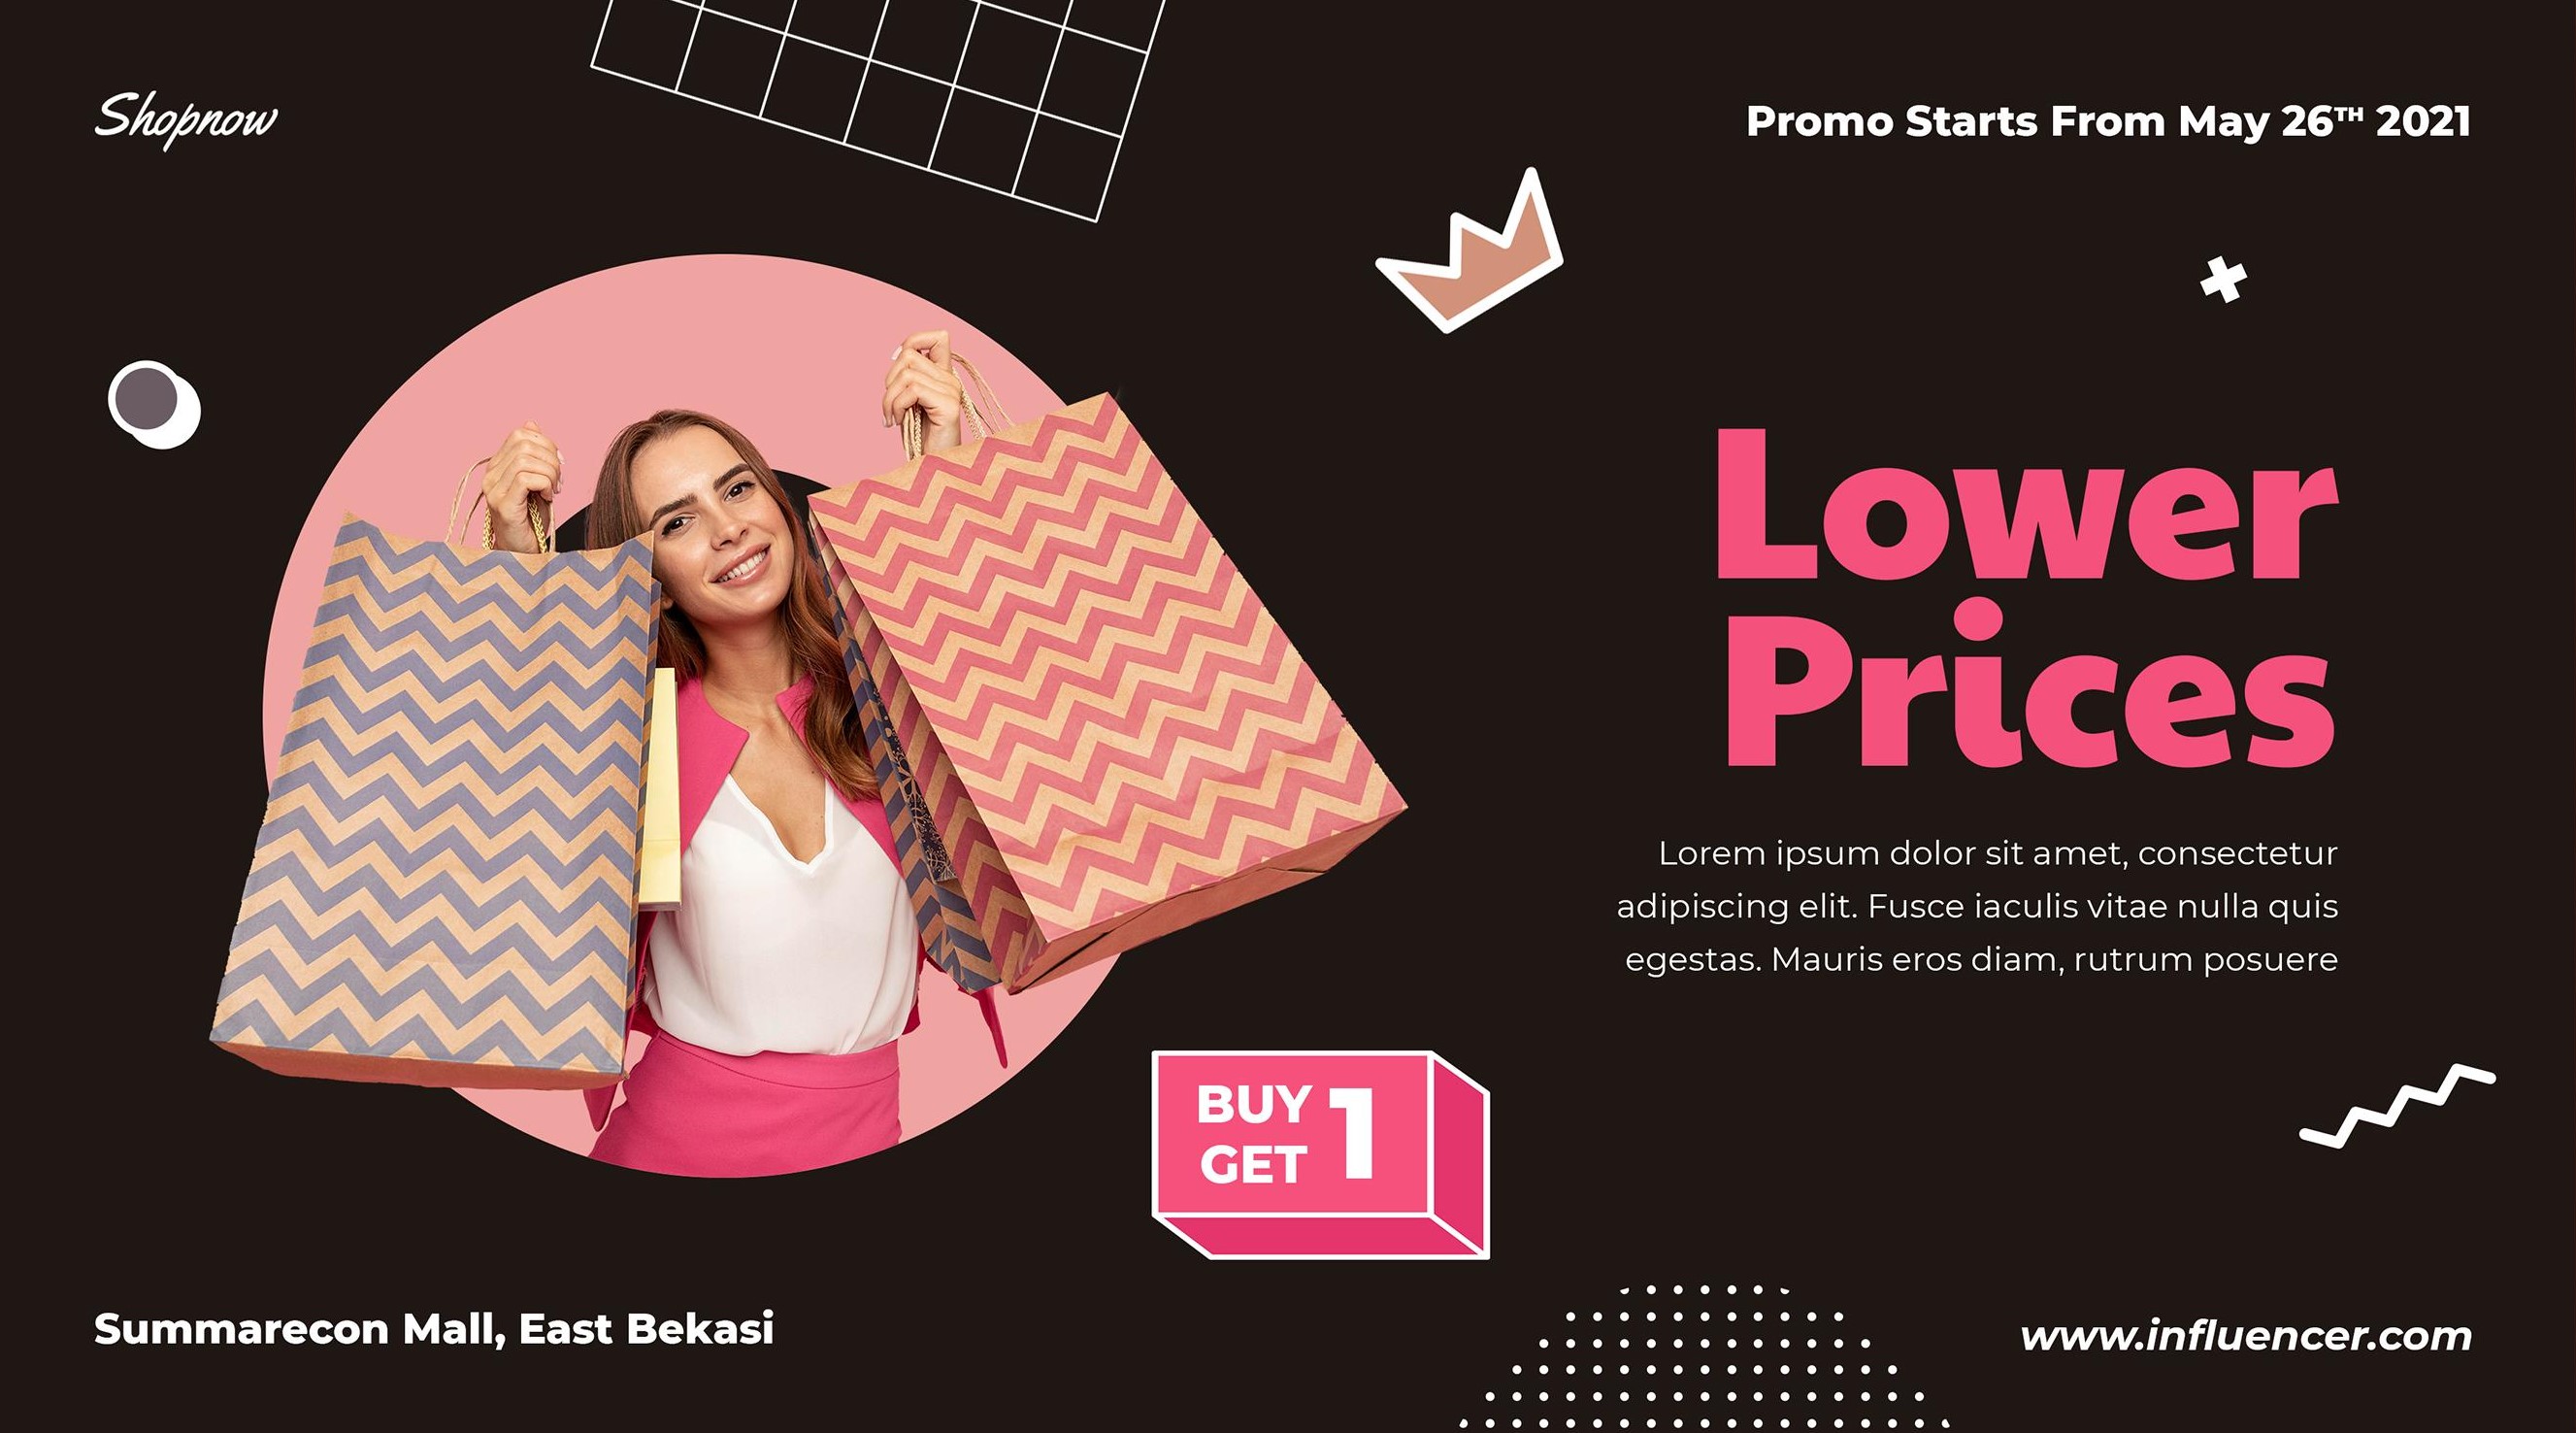 Shopnow
Promo Starts From May 26TH 2021
Lower
Prices
Lorem ipsum dolor sit amet, consectetur
adipiscing elit. Fusce iaculis vitae nulla quis
egestas. Mauris eros diam, rutrum posuere
BUY
GET 1
Summarecon Mall, East Bekasi
www.influencer.com